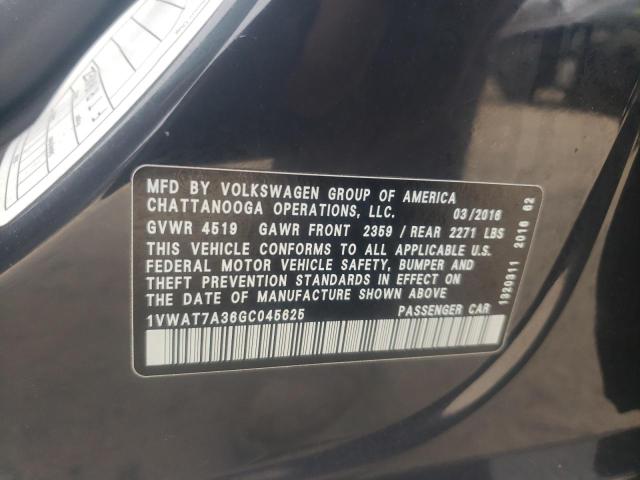 MFD BY VOLKSWAGEN GROUP OF AMERICA
CHATTANOOGA OPERATIONS, LLC. 03/2016
GVWR 4519 GAWR FRONT 2359 / REAR 2271 LBS
THIS VEHICLE CONFORMS TO ALL APPLICABLE U.S.
FEDERAL MOTOR VEHICLE SAFETY, BUMPER AND
THEFT PREVENTION STANDARDS IN EFFECT ON
THE DATE OF MANUFACTURE SHOWN ABOVE.
1VWAT7A36GC045625 PASSENGER CAR
1320311 2016 62